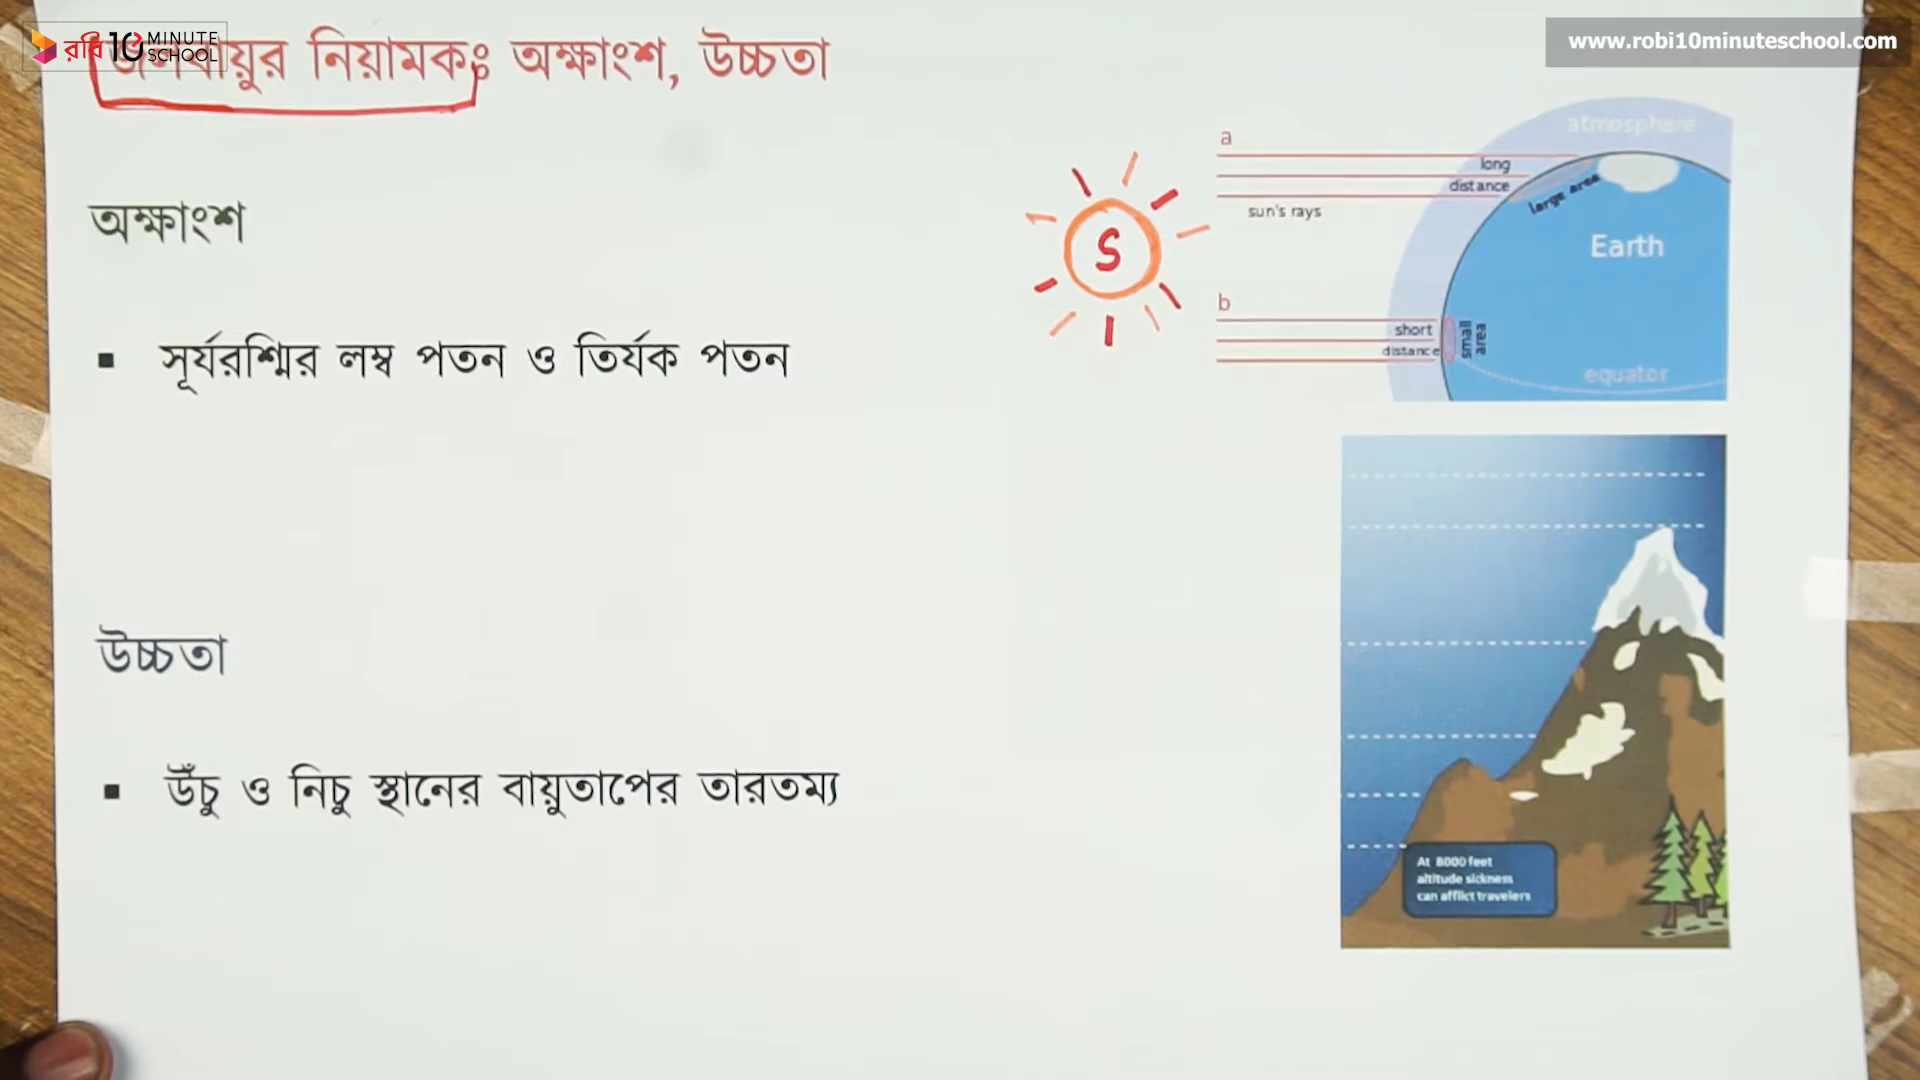 রবি 10 MINUTE SCHOOL
www.robi10minuteschool.com
জলবায়ুর নিয়ামকঃ অক্ষাংশ, উচ্চতা
অক্ষাংশ
▪ সূর্যরশ্মির লম্ব পতন ও তির্যক পতন
S
a
atmosphere
long
distance
large area
sun's rays
Earth
b
short
distance
small
area
equator
উচ্চতা
▪ উঁচু ও নিচু স্থানের বায়ুতাপের তারতম্য
At 8000 feet
altitude sickness
can afflict travelers